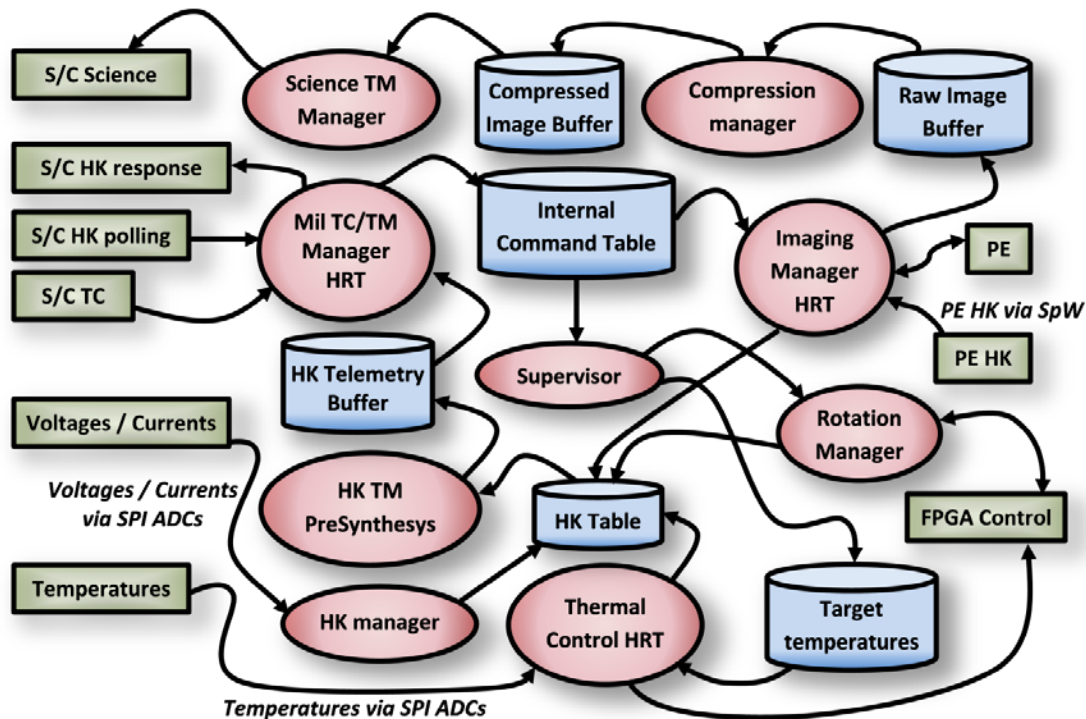 S/C Science
Science TM
Manager
Compressed
Image Buffer
Compression
manager
Raw Image
Buffer
S/C HK response
S/C HK polling
S/C TC
Mil TC/TM
Manager
HRT
Internal
Command Table
Imaging
Manager
HRT
PE
PE HK via SpW
PE HK
HK Telemetry
Buffer
Supervisor
Rotation
Manager
Voltages / Currents
Voltages / Currents
via SPI ADCs
HK TM
PreSynthesys
HK Table
FPGA Control
Temperatures
HK manager
Thermal
Control HRT
Target
temperatures
Temperatures via SPI ADCs